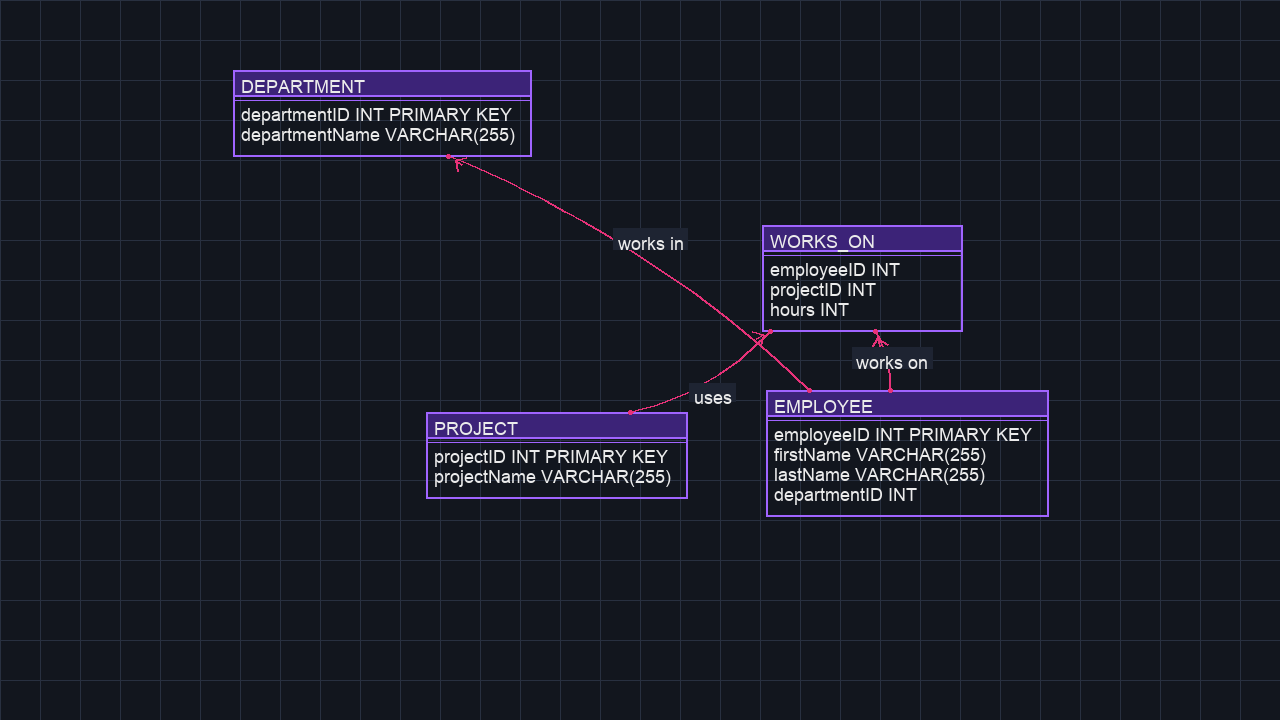 DEPARTMENT
departmentID INT PRIMARY KEY
departmentName VARCHAR(255)
works in
WORKS_ON
employeeID INT
projectID INT
hours INT
works on
uses
PROJECT
projectID INT PRIMARY KEY
projectName VARCHAR(255)
EMPLOYEE
employeeID INT PRIMARY KEY
firstName VARCHAR(255)
lastName VARCHAR(255)
departmentID INT